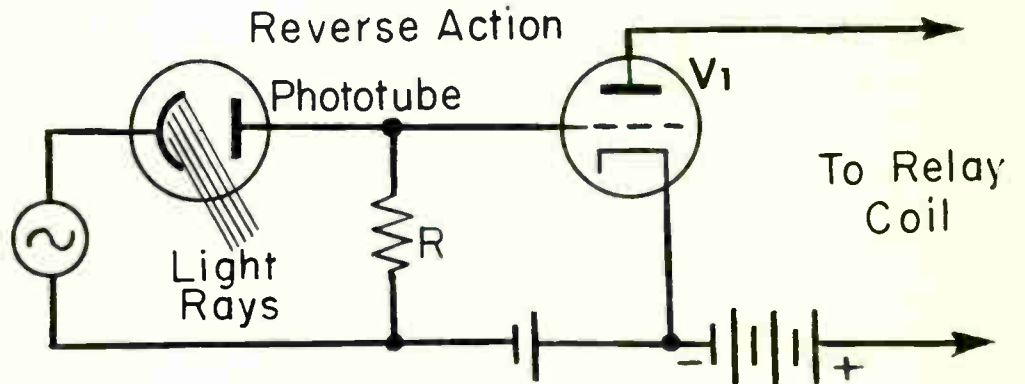 Reverse Action
Phototube
V1
To Relay
Coil
R
Light
Rays
- +